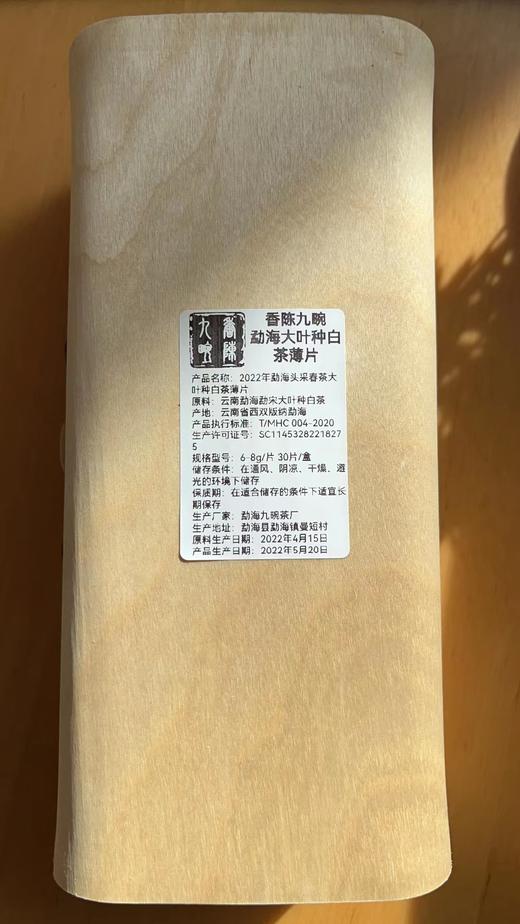 香陈
九畹
香陈九畹
勐海大叶种白
茶薄片
产品名称：2022年勐海头采春茶大
叶种白茶薄片
原料：云南勐海勐宋大叶种白茶
产地：云南省西双版纳勐海
产品执行标准：T/MHC 004-2020
生产许可证号：SC1145328221827
5
规格型号：6-8g/片 30片/盒
储存条件：在通风、阴凉、干燥、避
光的环境下储存
保质期：在适合储存的条件下适宜长
期保存
生产厂家：勐海九畹茶厂
生产地址：勐海县勐海镇曼短村
原料生产日期：2022年4月15日
产品生产日期：2022年5月20日